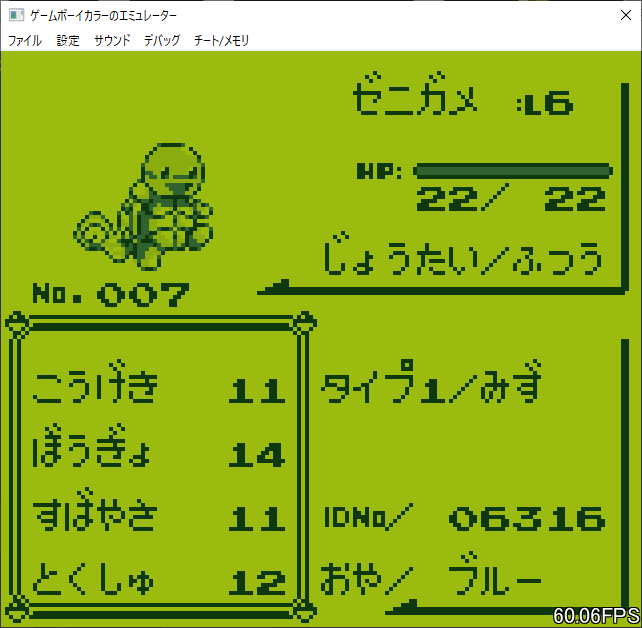 ゲームボーイカラーのエミュレーター
ファイル 設定 サウンド デバッグ チート/メモリ
ゼニガメ :L6
HP:
22/ 22
じょうたい/ふつう
No.007
こうげき 11
ぼうぎょ 14
すばやさ 11
とくしゅ 12
タイプ1/みず
IDNo/ 06316
おや/ ブルー
60.06FPS